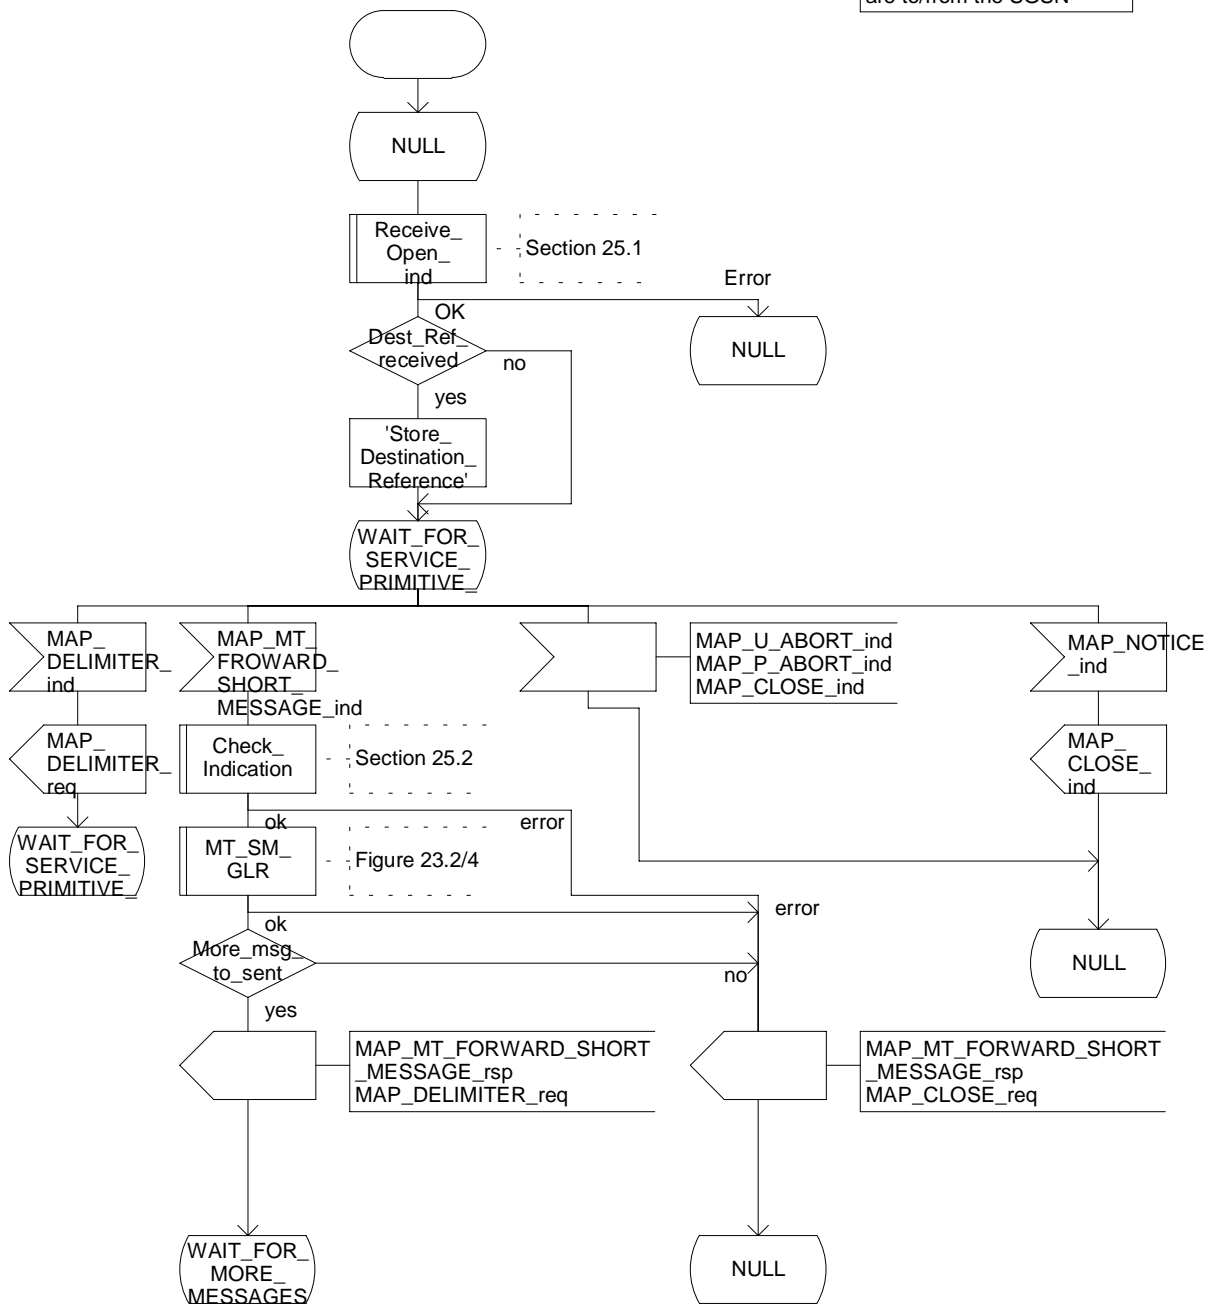 are to/from the SGSN
NULL
Receive_
Open_
ind
Section 25.1
Error
OK
Dest_Ref_
received
no
NULL
yes
'Store_
Destination_
Reference'
WAIT_FOR_
SERVICE_
PRIMITIVE_
MAP_
DELIMITER_
ind
MAP_MT_
FROWARD_
SHORT_
MESSAGE_ind
MAP_U_ABORT_ind
MAP_P_ABORT_ind
MAP_CLOSE_ind
MAP_NOTICE
_ind
MAP_
DELIMITER_
req
Check_
Indication
Section 25.2
MAP_
CLOSE_
ind
ok
error
WAIT_FOR_
SERVICE_
PRIMITIVE_
MT_SM_
GLR
Figure 23.2/4
error
ok
More_msg_
to_sent
no
NULL
yes
MAP_MT_FORWARD_SHORT
_MESSAGE_rsp
MAP_DELIMITER_req
MAP_MT_FORWARD_SHORT
_MESSAGE_rsp
MAP_CLOSE_req
WAIT_FOR_
MORE_
MESSAGES
NULL